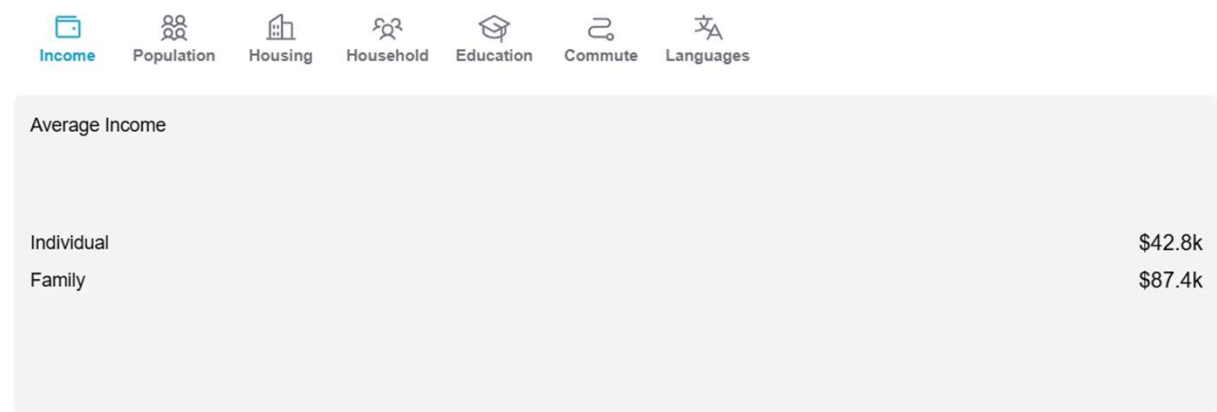 Income Population Housing Household Education Commute Languages
Average Income
Individual $42.8k
Family $87.4k